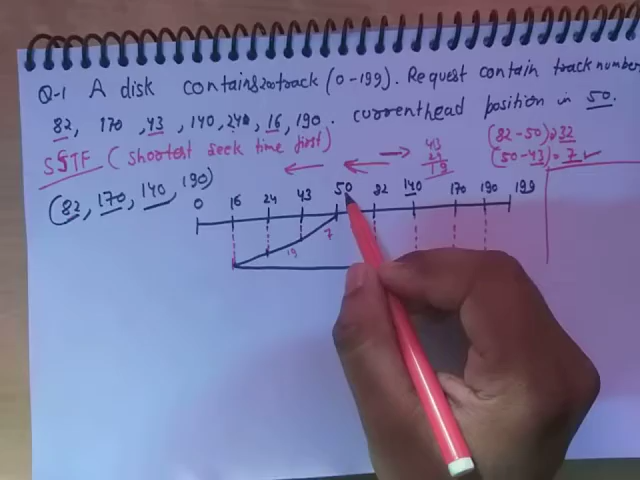 Q-1 A disk contains 200 track (0-199). Request contain track number
82, 170, 43, 140, 24, 16, 190. current head position in 50.
SSTF (shortest seek time first)
43
24
19
(82-50)=32
(50-43)=7 ✓
(82, 170, 140, 190)
0 16 24 43 50 82 140 170 190 199
19 7